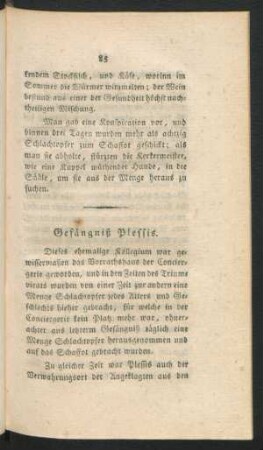 25
kendem Stockfisch, und Käse, worinn im
Sommer die Würmer wimmelten; der Wein
bestund aus einer der Gesundheit höchst nach-
theiligen Mischung.
Man gab eine Konspiration vor, und
binnen drei Tagen wurden mehr als achtzig
Schlachtopfer zum Schaffot geschickt; als
man sie abholte, stürzten die Kerkermeister,
wie eine Kuppel wüthender Hunde, in die
Sääle, um sie aus der Menge heraus zu
suchen.
Gefängniß Plessis.
Dieses ehemalige Kollegium war ge-
wissermaßen das Vorrathshaus der Concier-
gerie geworden, und in den Zeiten des Trium-
virats wurden von einer Zeit zur andern eine
Menge Schlachtopfer jedes Alters und Ge-
schlechts hieher gebracht, für welche in der
Conciergerie kein Platz mehr war, ohner-
achtet aus letzterm Gefängniß täglich eine
Menge Schlachtopfer herausgenommen und
auf das Schaffot gebracht wurden.
Zu gleicher Zeit war Plessis auch der
Verwahrungsort der Angeklagten aus den